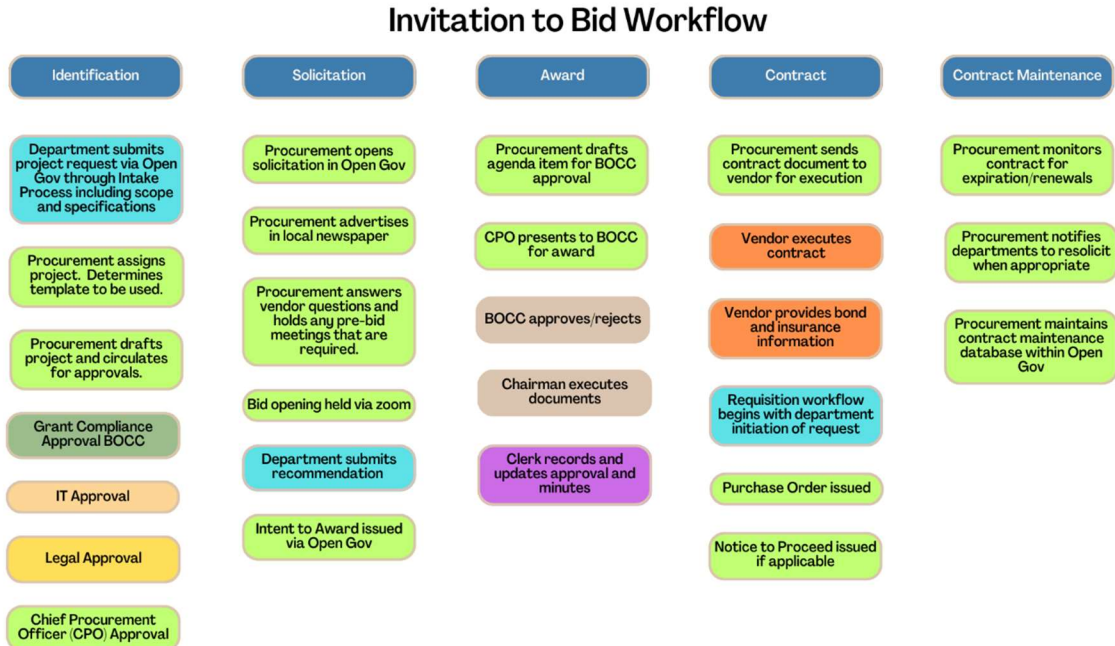 Invitation to Bid Workflow
Identification
Department submits
project request via Open
Gov through Intake
Process including scope
and specifications
Procurement assigns
project. Determines
template to be used.
Procurement drafts
project and circulates
for approvals.
Grant Compliance
Approval BOCC
IT Approval
Legal Approval
Chief Procurement
Officer (CPO) Approval
Solicitation
Procurement opens
solicitation in Open Gov
Procurement advertises
in local newspaper
Procurement answers
vendor questions and
holds any pre-bid
meetings that are
required.
Bid opening held via zoom
Department submits
recommendation
Intent to Award issued
via Open Gov
Award
Procurement drafts
agenda item for BOCC
approval
CPO presents to BOCC
for award
BOCC approves/rejects
Chairman executes
documents
Clerk records and
updates approval and
minutes
Contract
Procurement sends
contract document to
vendor for execution
Vendor executes
contract
Vendor provides bond
and insurance
information
Requisition workflow
begins with department
initiation of request
Purchase Order issued
Notice to Proceed issued
if applicable
Contract Maintenance
Procurement monitors
contract for
expiration/renewals
Procurement notifies
departments to resolicit
when appropriate
Procurement maintains
contract maintenance
database within Open
Gov